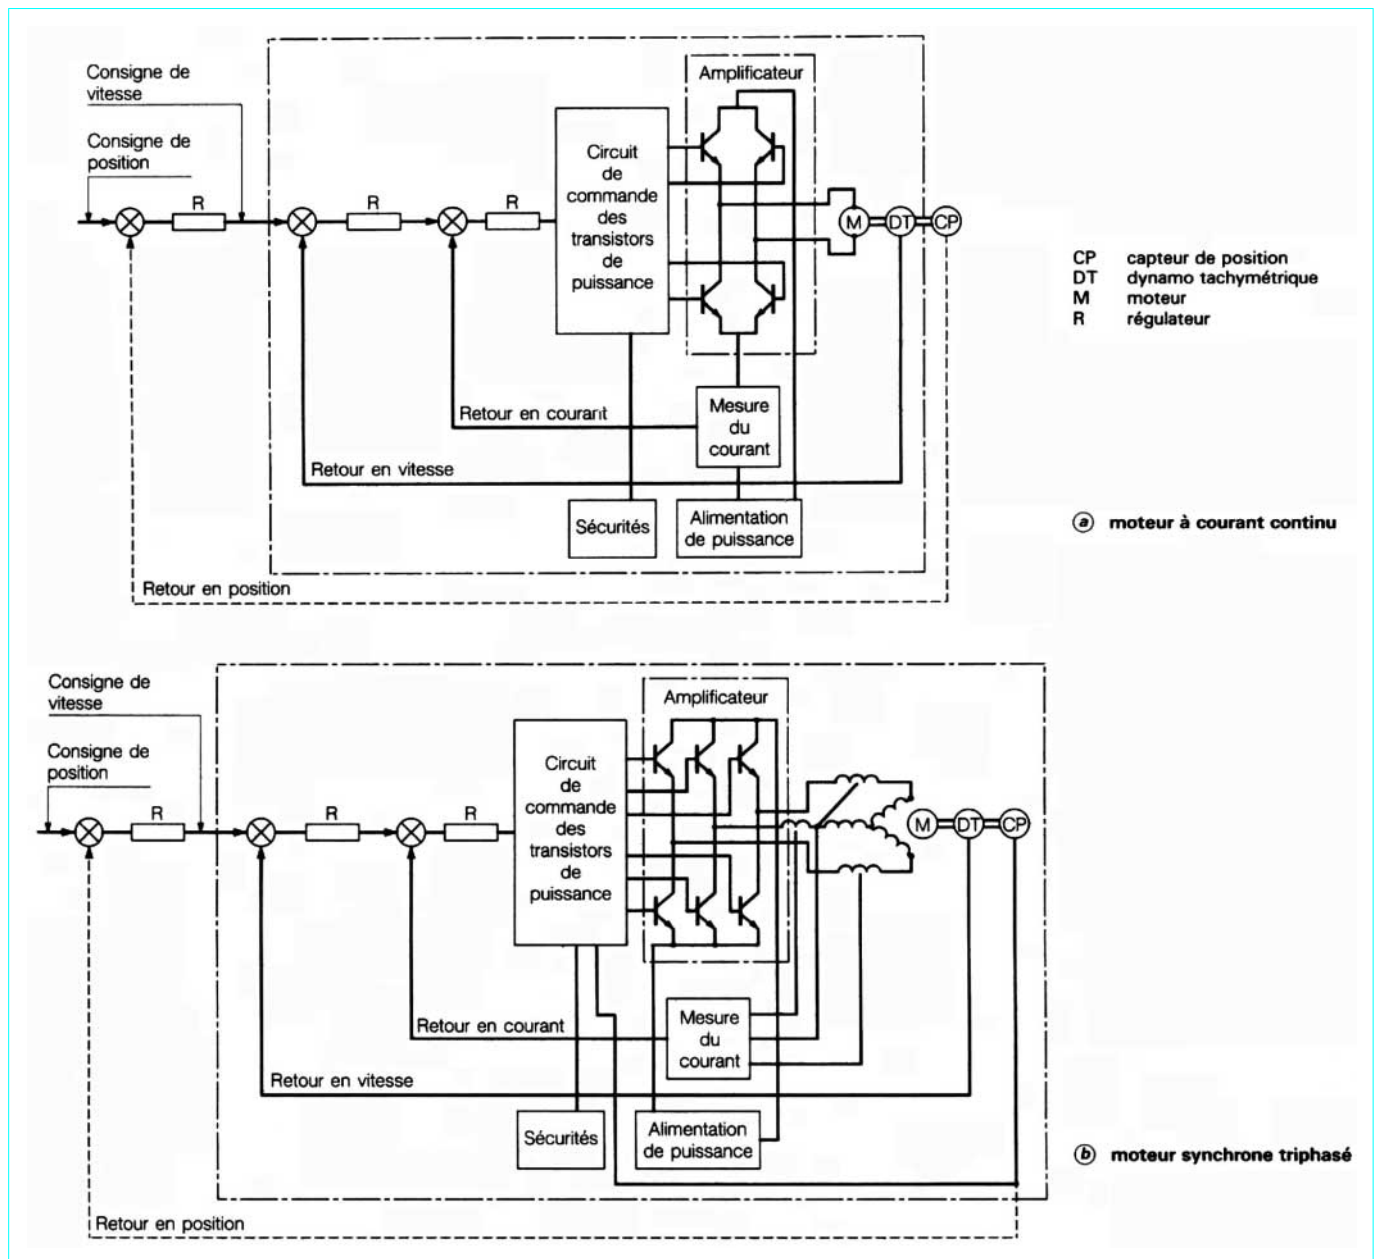 Consigne de
vitesse
Consigne de
position
R
R
R
Circuit
de
commande
des
transistors
de
puissance
Amplificateur
M
DT
CP
Retour en courant
Mesure
du
courant
Retour en vitesse
Sécurités
Alimentation
de puissance
Retour en position
CP capteur de position
DT dynamo tachymétrique
M moteur
R régulateur
a moteur à courant continu
Consigne de
vitesse
Consigne de
position
R
R
R
Circuit
de
commande
des
transistors
de
puissance
Amplificateur
M
DT
CP
Retour en courant
Mesure
du
courant
Retour en vitesse
Sécurités
Alimentation
de puissance
Retour en position
b moteur synchrone triphasé